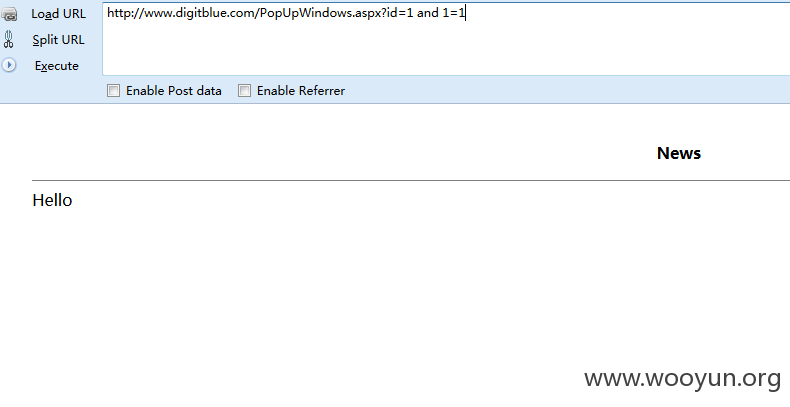 Load URL
http://www.digitblue.com/PopUpWindows.aspx?id=1 and 1=1
Split URL
Execute
Enable Post data
Enable Referrer
News
Hello
www.wooyun.org